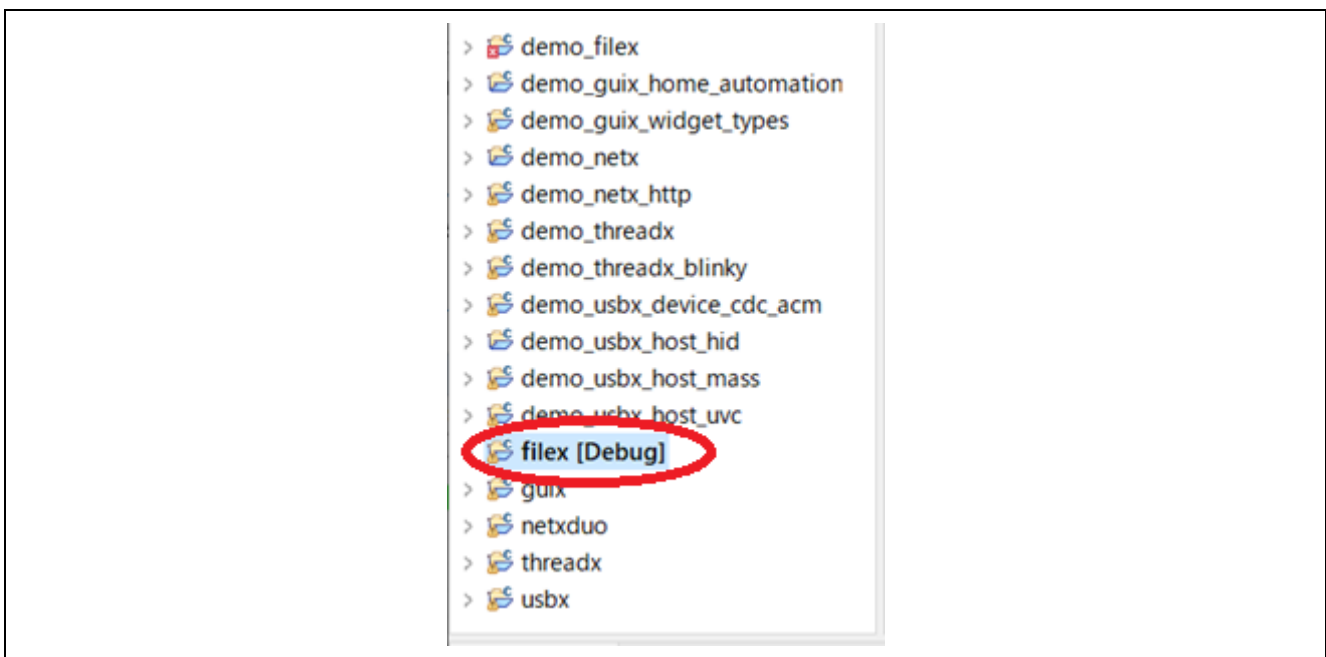 demo_filex
demo_guix_home_automation
demo_guix_widget_types
demo_netx
demo_netx_http
demo_threadx
demo_threadx_blinky
demo_usbx_device_cdc_acm
demo_usbx_host_hid
demo_usbx_host_mass
demo_usbx_host_uvc
filex [Debug]
guix
netxduo
threadx
usbx